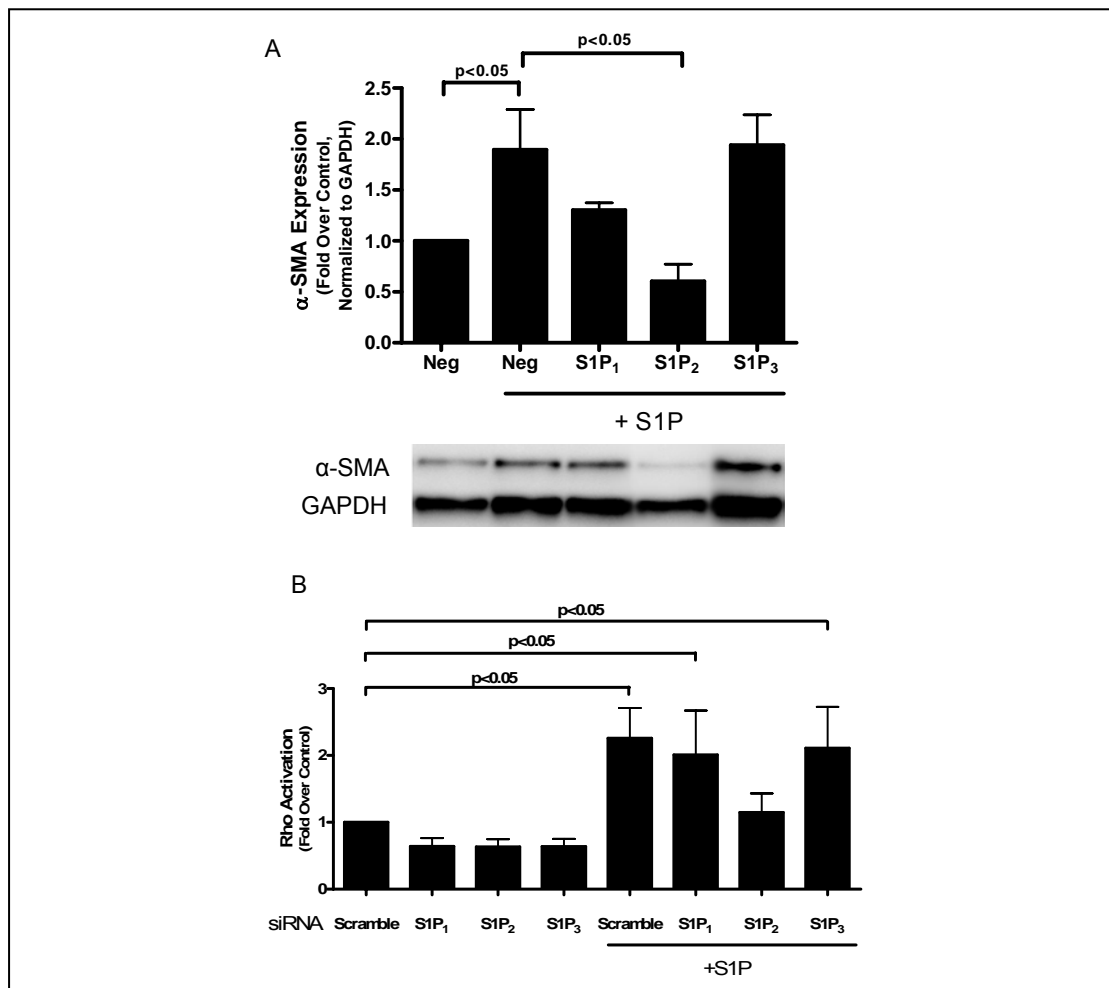 A
p<0.05
p<0.05
α-SMA Expression
(Fold Over Control,
Normalized to GAPDH)
2.5
2.0
1.5
1.0
0.5
0.0
Neg Neg S1P₁ S1P₂ S1P₃
+ S1P
α-SMA
GAPDH
B
p<0.05
p<0.05
p<0.05
Rho Activation
(Fold Over Control)
3
2
1
0
siRNA Scramble S1P₁ S1P₂ S1P₃ Scramble S1P₁ S1P₂ S1P₃
+S1P